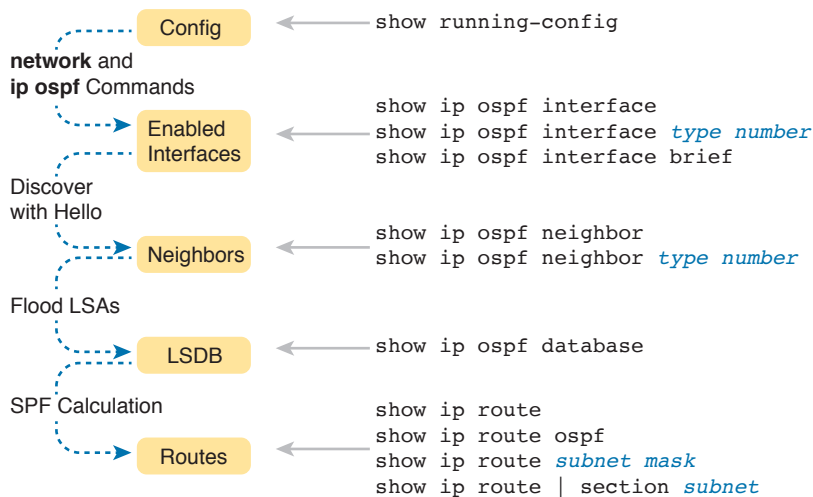 Config
show running-config
network and
ip ospf Commands
Enabled
Interfaces
show ip ospf interface
show ip ospf interface type number
show ip ospf interface brief
Discover
with Hello
Neighbors
show ip ospf neighbor
show ip ospf neighbor type number
Flood LSAs
LSDB
show ip ospf database
SPF Calculation
Routes
show ip route
show ip route ospf
show ip route subnet mask
show ip route | section subnet